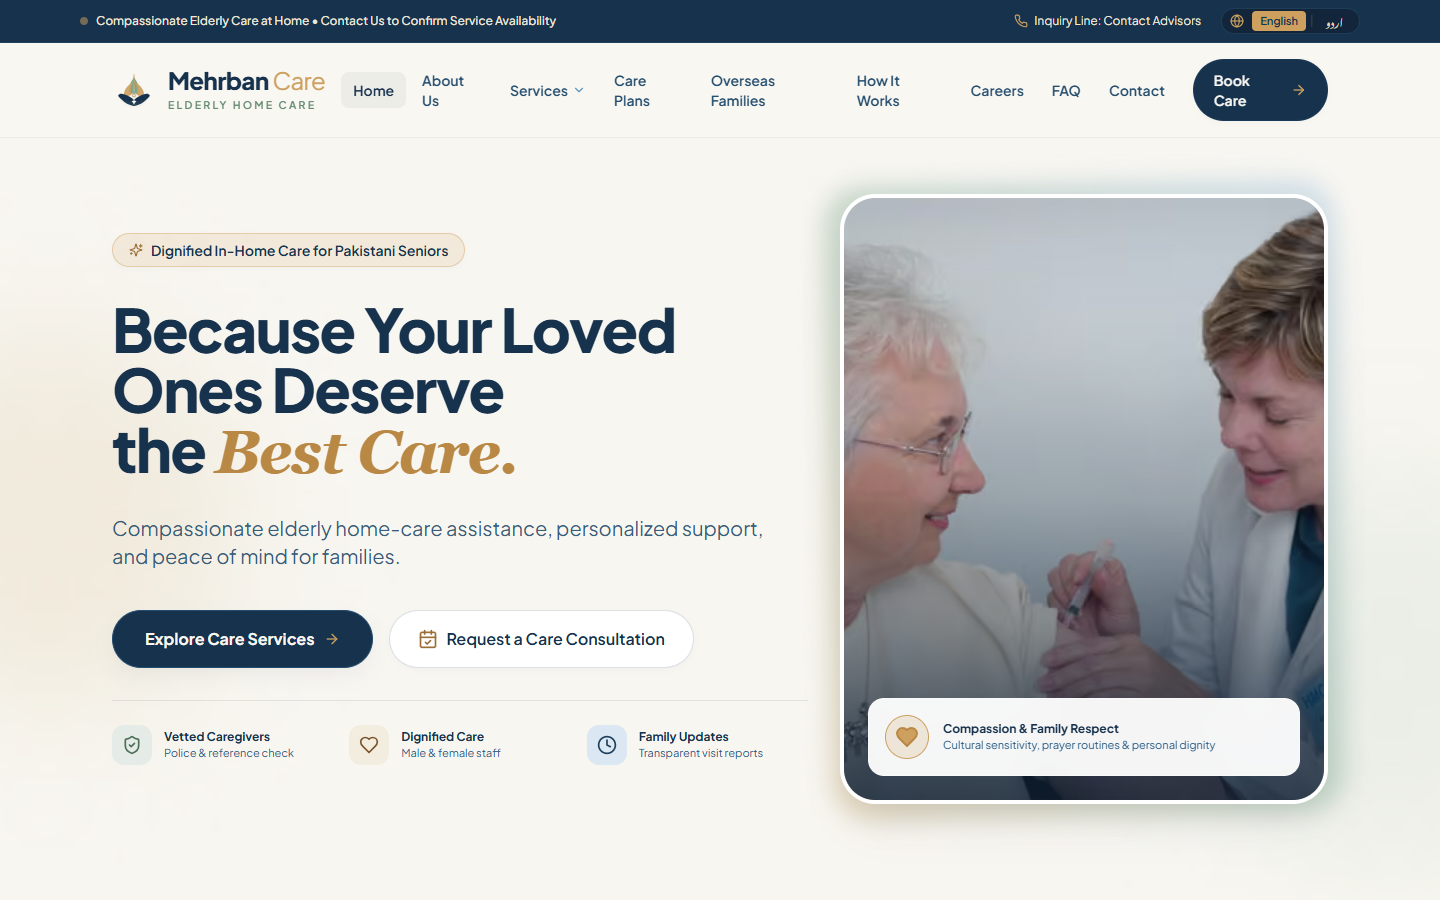 Compassionate Elderly Care at Home • Contact Us to Confirm Service Availability
Inquiry Line: Contact Advisors
English
اردو
Mehrban Care
ELDERLY HOME CARE
Home
About
Us
Services
Care
Plans
Overseas
Families
How It
Works
Careers
FAQ
Contact
Book
Care
Dignified In-Home Care for Pakistani Seniors
Because Your Loved
Ones Deserve
the Best Care.
Compassionate elderly home-care assistance, personalized support,
and peace of mind for families.
Explore Care Services
Request a Care Consultation
Vetted Caregivers
Police & reference check
Dignified Care
Male & female staff
Family Updates
Transparent visit reports
Compassion & Family Respect
Cultural sensitivity, prayer routines & personal dignity